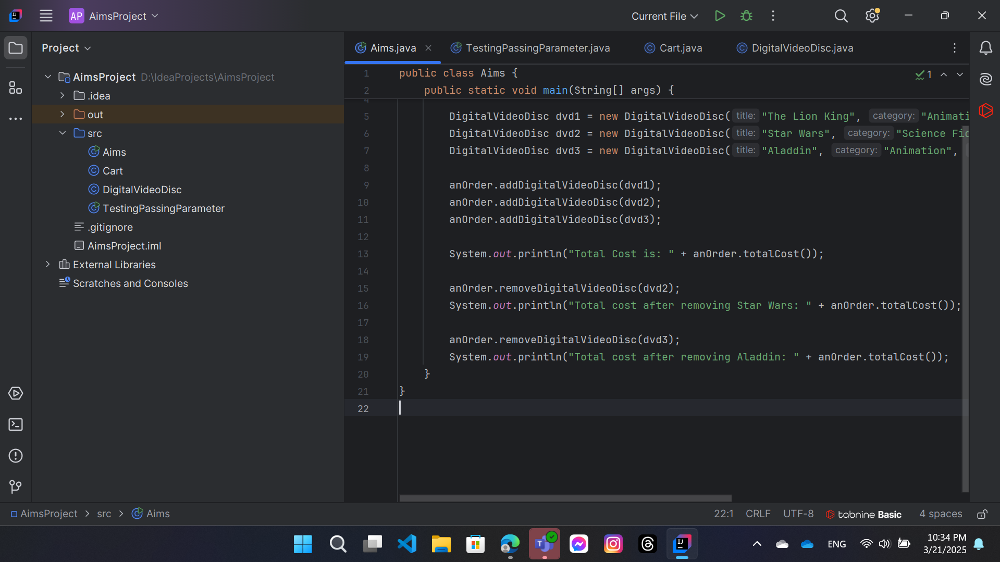 AP AimsProject
Current File
Project
AimsProject D:\IdeaProjects\AimsProject
.idea
out
src
Aims
Cart
DigitalVideoDisc
TestingPassingParameter
.gitignore
AimsProject.iml
External Libraries
Scratches and Consoles
Aims.java TestingPassingParameter.java Cart.java DigitalVideoDisc.java
1 public class Aims {
1
2 public static void main(String[] args) {
4
5 DigitalVideoDisc dvd1 = new DigitalVideoDisc( title: "The Lion King", category: "Animati
6 DigitalVideoDisc dvd2 = new DigitalVideoDisc( title: "Star Wars", category: "Science Fic
7 DigitalVideoDisc dvd3 = new DigitalVideoDisc( title: "Aladdin", category: "Animation",
8
9 anOrder.addDigitalVideoDisc(dvd1);
10 anOrder.addDigitalVideoDisc(dvd2);
11 anOrder.addDigitalVideoDisc(dvd3);
12
13 System.out.println("Total Cost is: " + anOrder.totalCost());
14
15 anOrder.removeDigitalVideoDisc(dvd2);
16 System.out.println("Total cost after removing Star Wars: " + anOrder.totalCost());
17
18 anOrder.removeDigitalVideoDisc(dvd3);
19 System.out.println("Total cost after removing Aladdin: " + anOrder.totalCost());
20 }
21 }
22
AimsProject > src > Aims
22:1 CRLF UTF-8 tabnine Basic 4 spaces
ENG
10:34 PM
3/21/2025